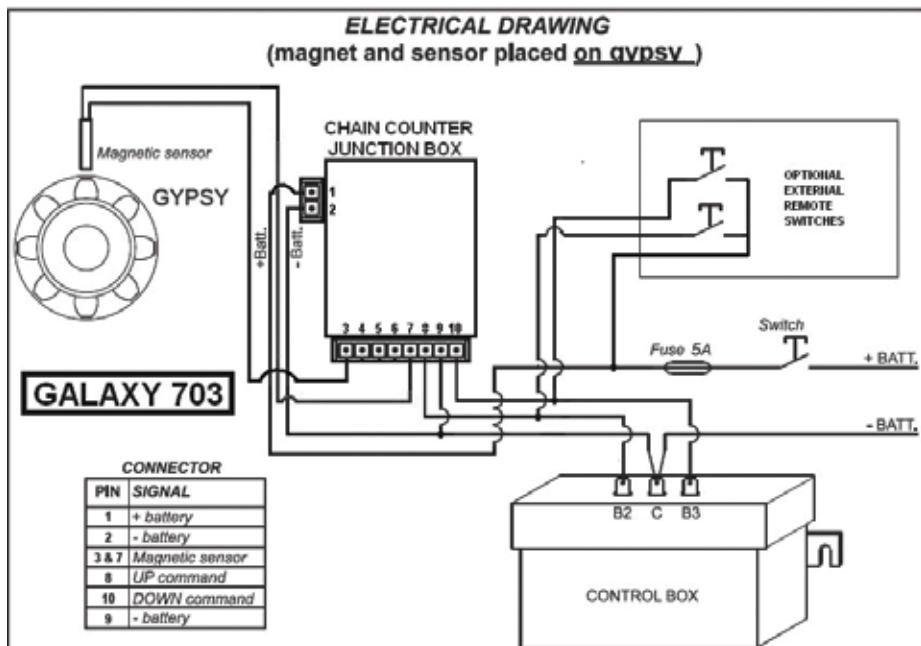 ELECTRICAL DRAWING
(magnet and sensor placed on gypsy )
Magnetic sensor
GYPSY
CHAIN COUNTER
JUNCTION BOX
1
2
+Batt.
- Batt.
3 4 5 6 7 8 9 10
OPTIONAL
EXTERNAL
REMOTE
SWITCHES
Fuse 5A
Switch
+ BATT.
- BATT.
GALAXY 703
CONNECTOR
PIN SIGNAL
1 + battery
2 - battery
3 & 7 Magnetic sensor
8 UP command
10 DOWN command
9 - battery
B2 C B3
CONTROL BOX